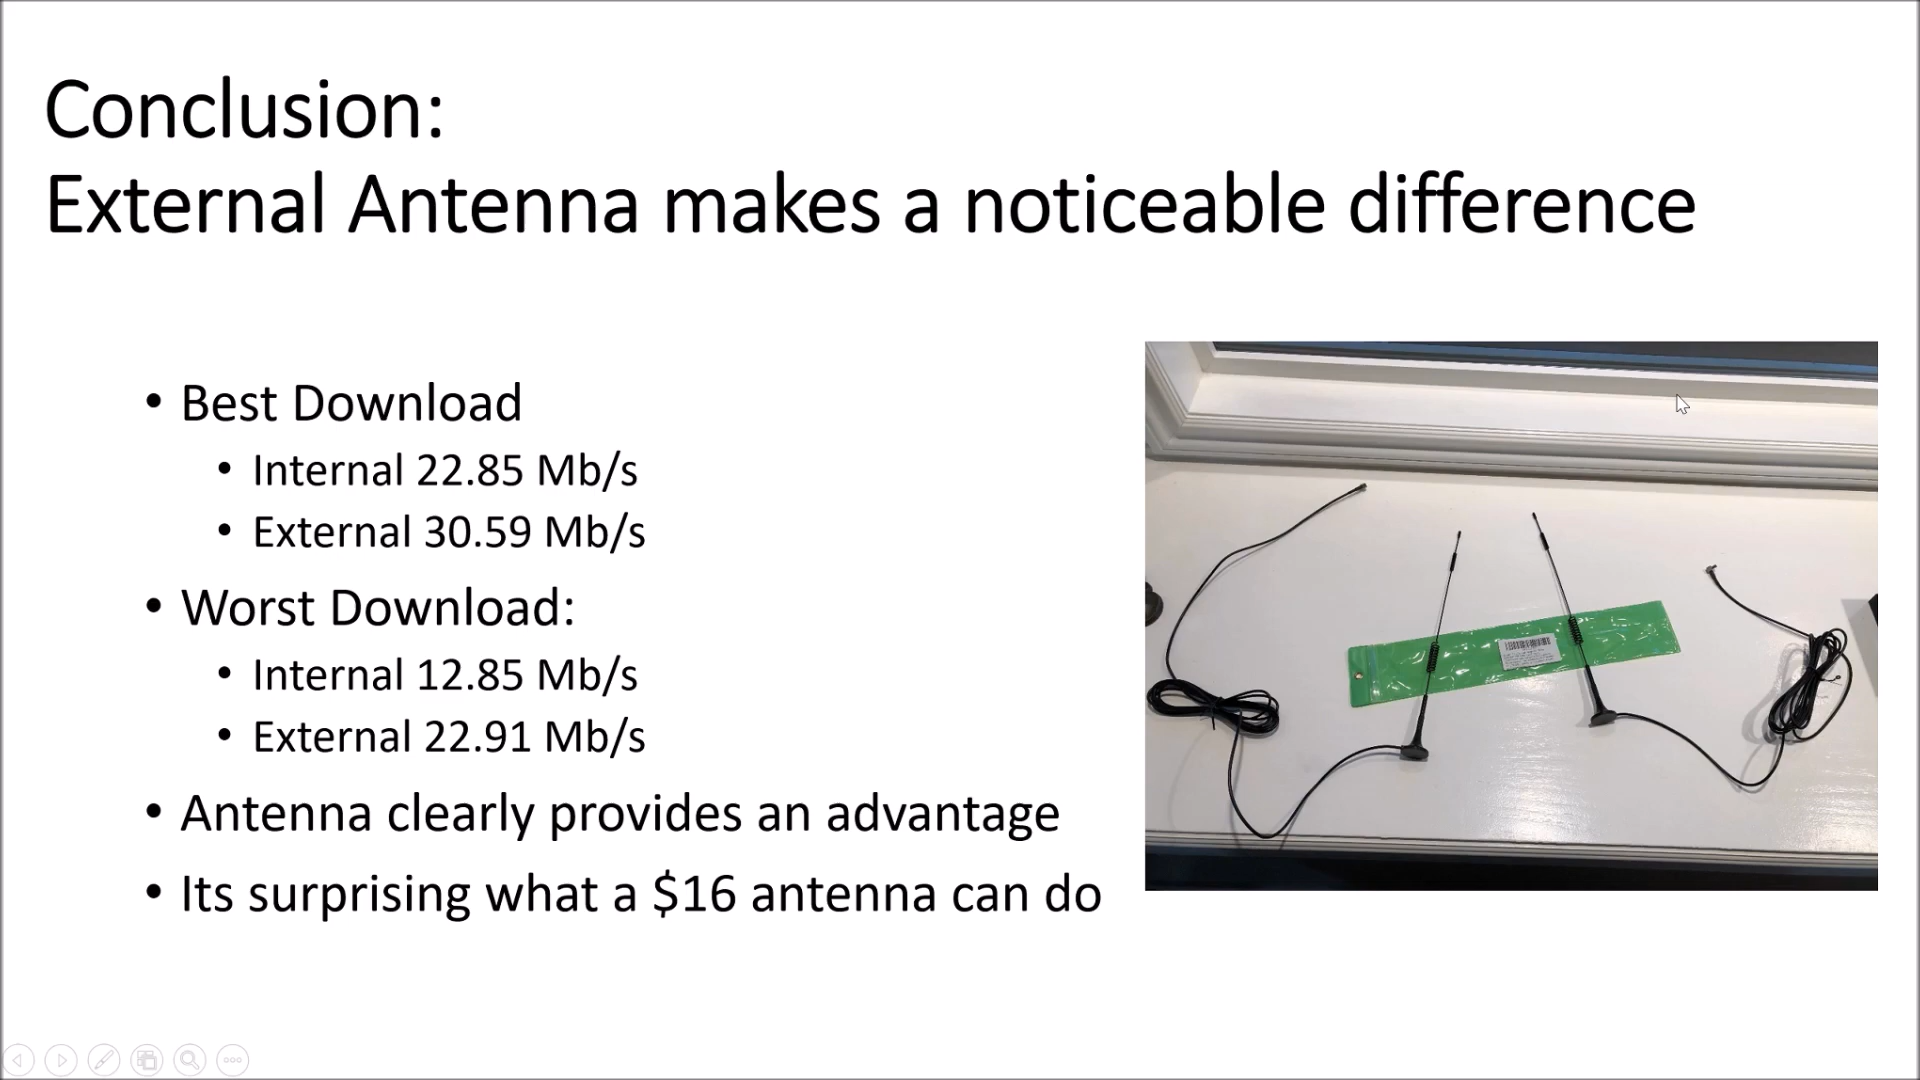 Conclusion:
External Antenna makes a noticeable difference
• Best Download
• Internal 22.85 Mb/s
• External 30.59 Mb/s
• Worst Download:
• Internal 12.85 Mb/s
• External 22.91 Mb/s
• Antenna clearly provides an advantage
• Its surprising what a $16 antenna can do